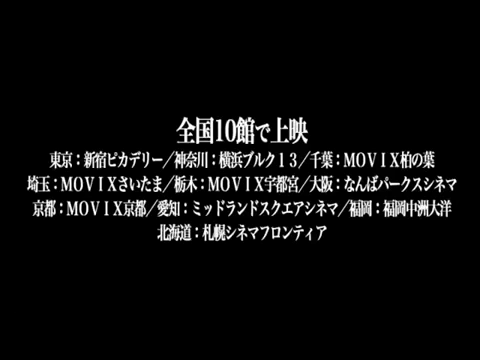 全国10館で上映
東京：新宿ピカデリー／神奈川：横浜ブルク１３／千葉：ＭＯＶＩＸ柏の葉
埼玉：ＭＯＶＩＸさいたま／栃木：ＭＯＶＩＸ宇都宮／大阪：なんばパークスシネマ
京都：ＭＯＶＩＸ京都／愛知：ミッドランドスクエアシネマ／福岡：福岡中洲大洋
北海道：札幌シネマフロンティア